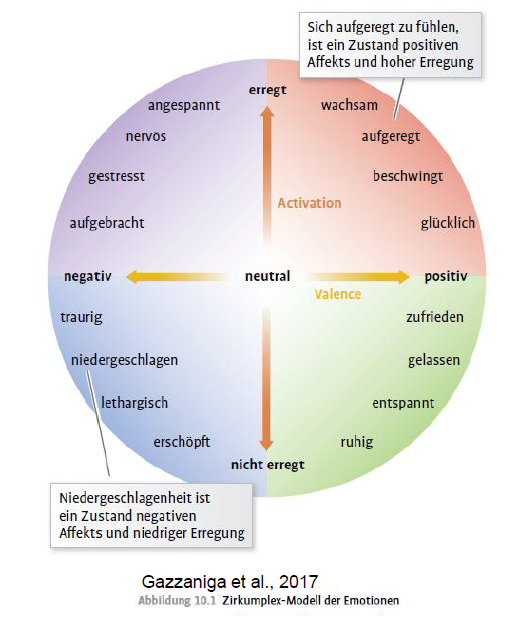 Sich aufgeregt zu fühlen,
ist ein Zustand positiven
Affekts und hoher Erregung
erregt
angespannt
wachsam
nervös
aufgeregt
gestresst
beschwingt
Activation
aufgebracht
glücklich
negativ
neutral
positiv
Valence
traurig
zufrieden
niedergeschlagen
gelassen
lethargisch
entspannt
erschöpft
ruhig
nicht erregt
Niedergeschlagenheit ist
ein Zustand negativen
Affekts und niedriger Erregung
Gazzaniga et al., 2017
Abbildung 10.1 Zirkumplex-Modell der Emotionen